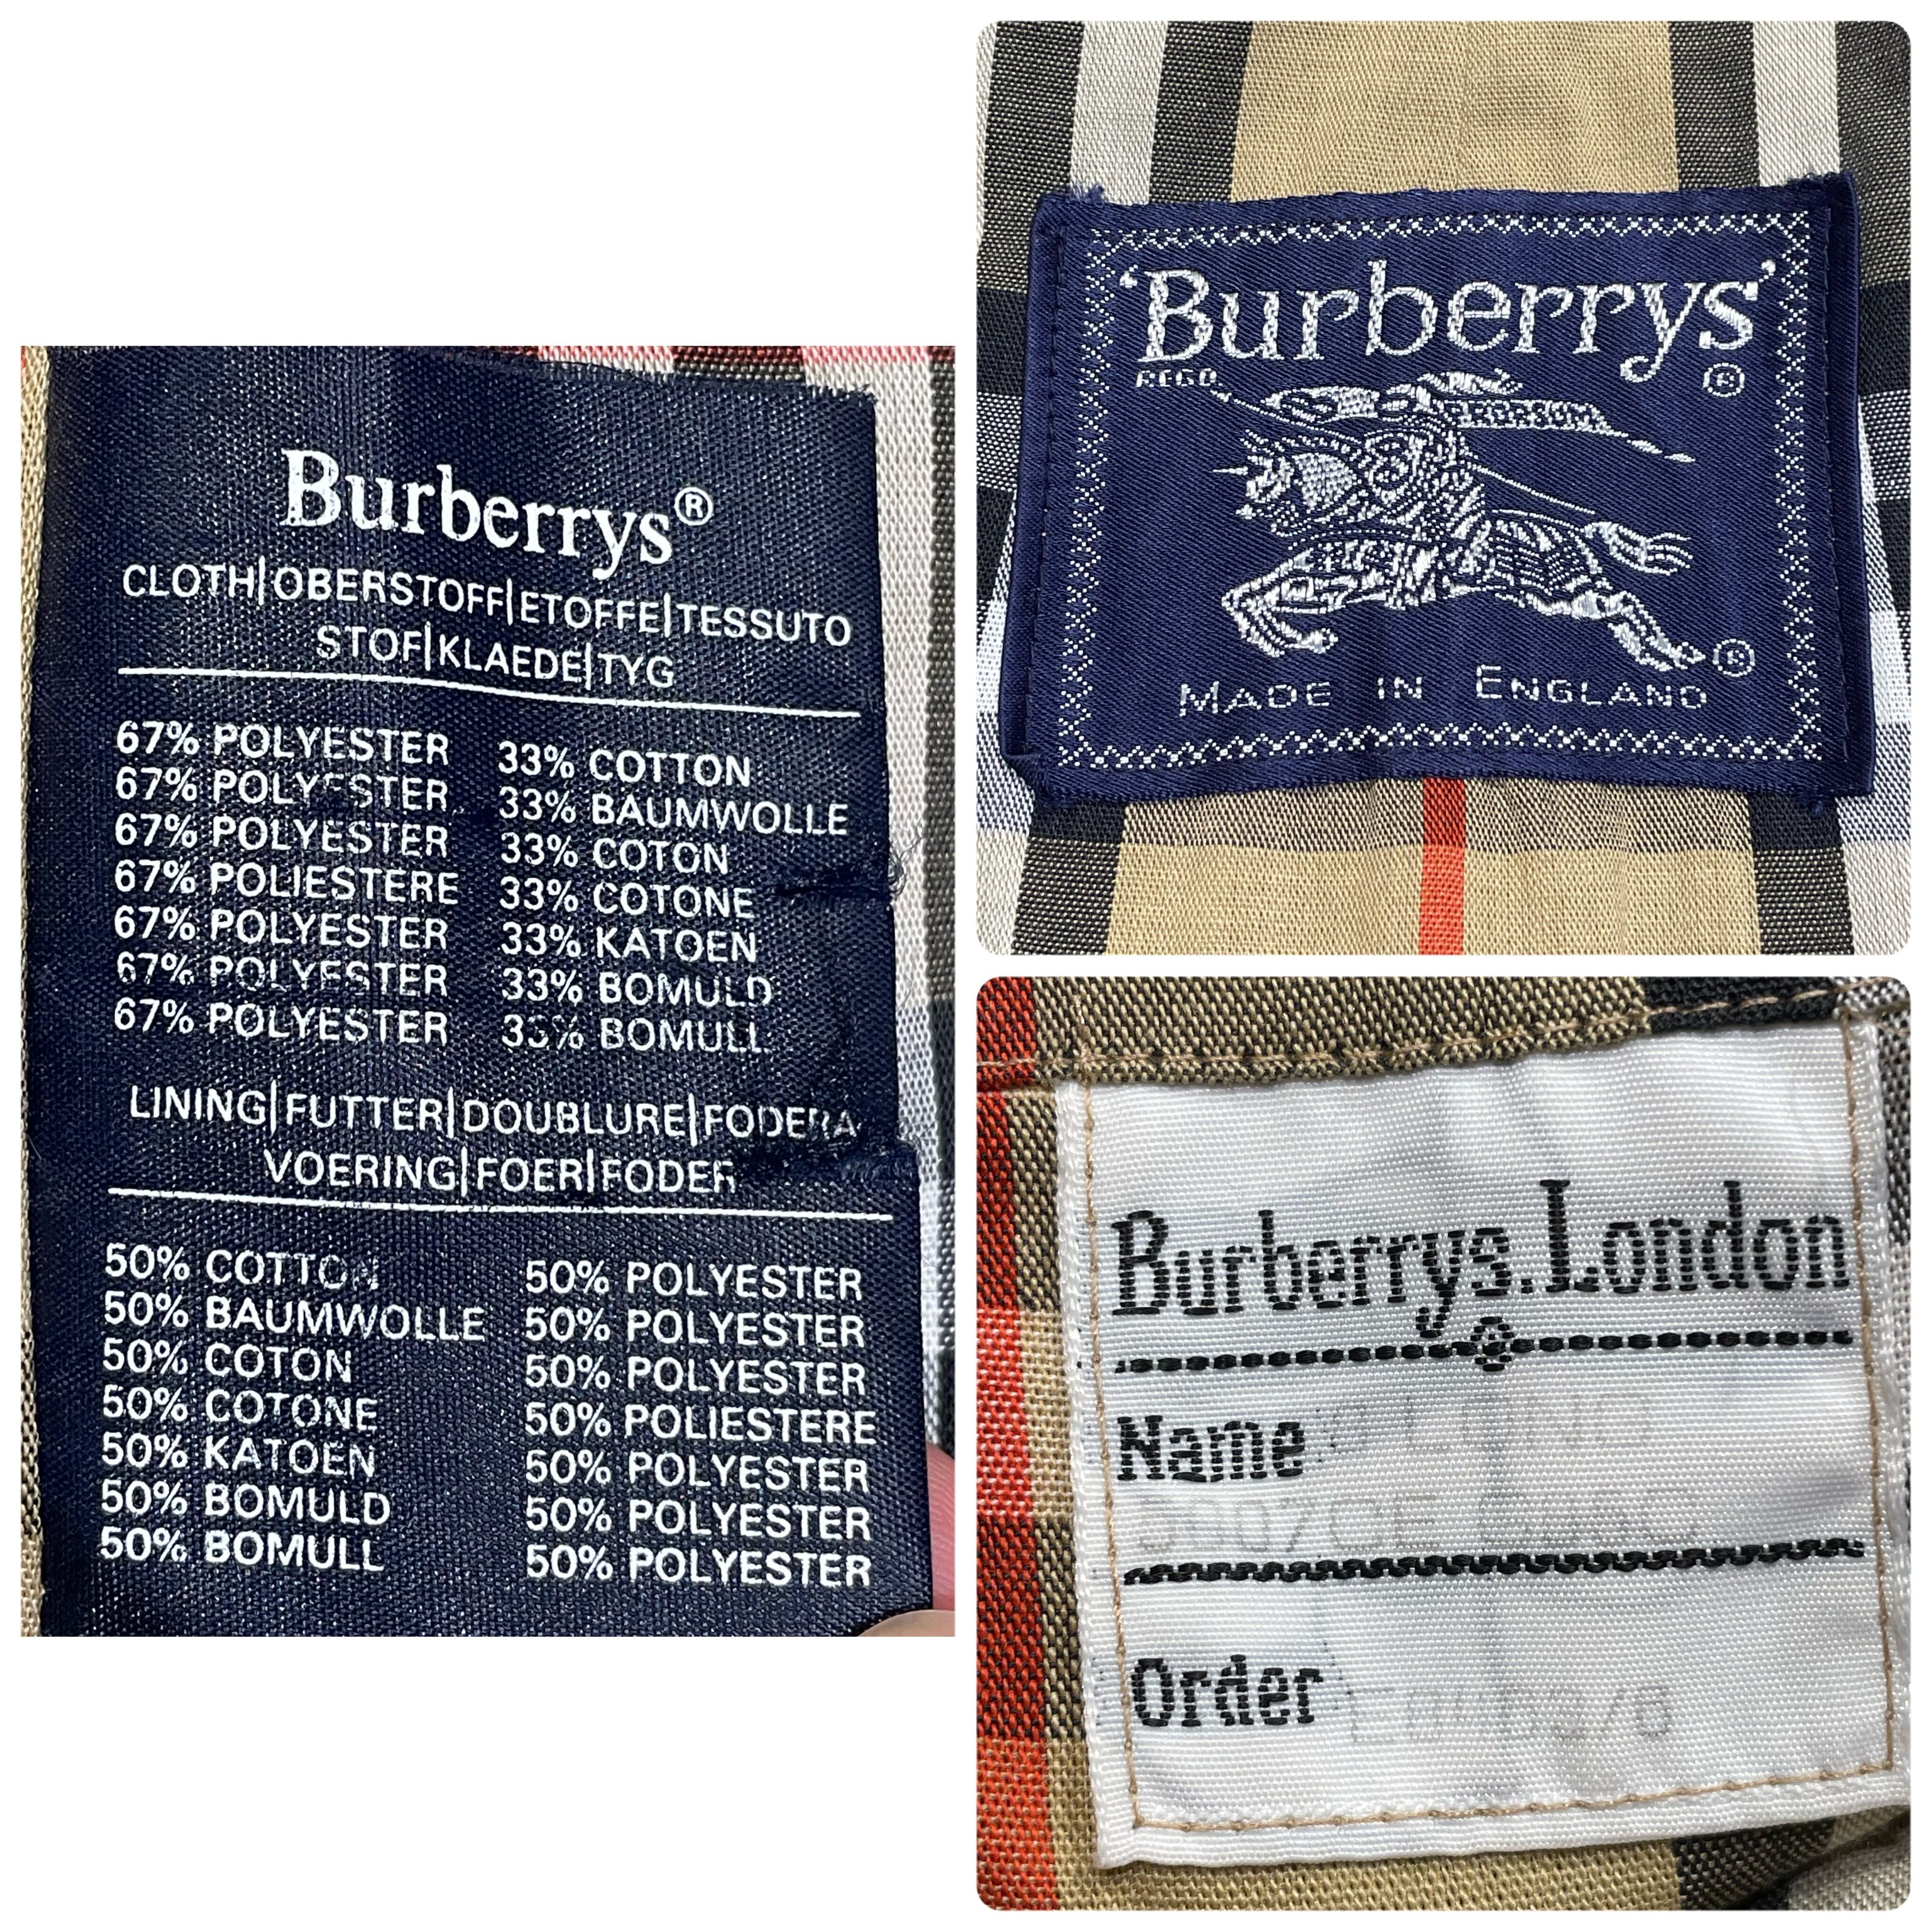 Burberrys®
CLOTH|OBERSTOFF|ETOFFE|TESSUTO
STOF|KLAEDE|TYG
67% POLYESTER 33% COTTON
67% POLYESTER 33% BAUMWOLLE
67% POLYESTER 33% COTON
67% POLIESTERE 33% COTONE
67% POLYESTER 33% KATOEN
67% POLYESTER 33% BOMULD
67% POLYESTER 33% BOMULL
LINING|FUTTER|DOUBLURE|FODERA
VOERING|FOER|FODER
50% COTTON 50% POLYESTER
50% BAUMWOLLE 50% POLYESTER
50% COTON 50% POLYESTER
50% COTONE 50% POLIESTERE
50% KATOEN 50% POLYESTER
50% BOMULD 50% POLYESTER
50% BOMULL 50% POLYESTER
'Burberrys'
REGD. ®
PRORSUM
®
MADE IN ENGLAND
Burberrys.London
Name
Order